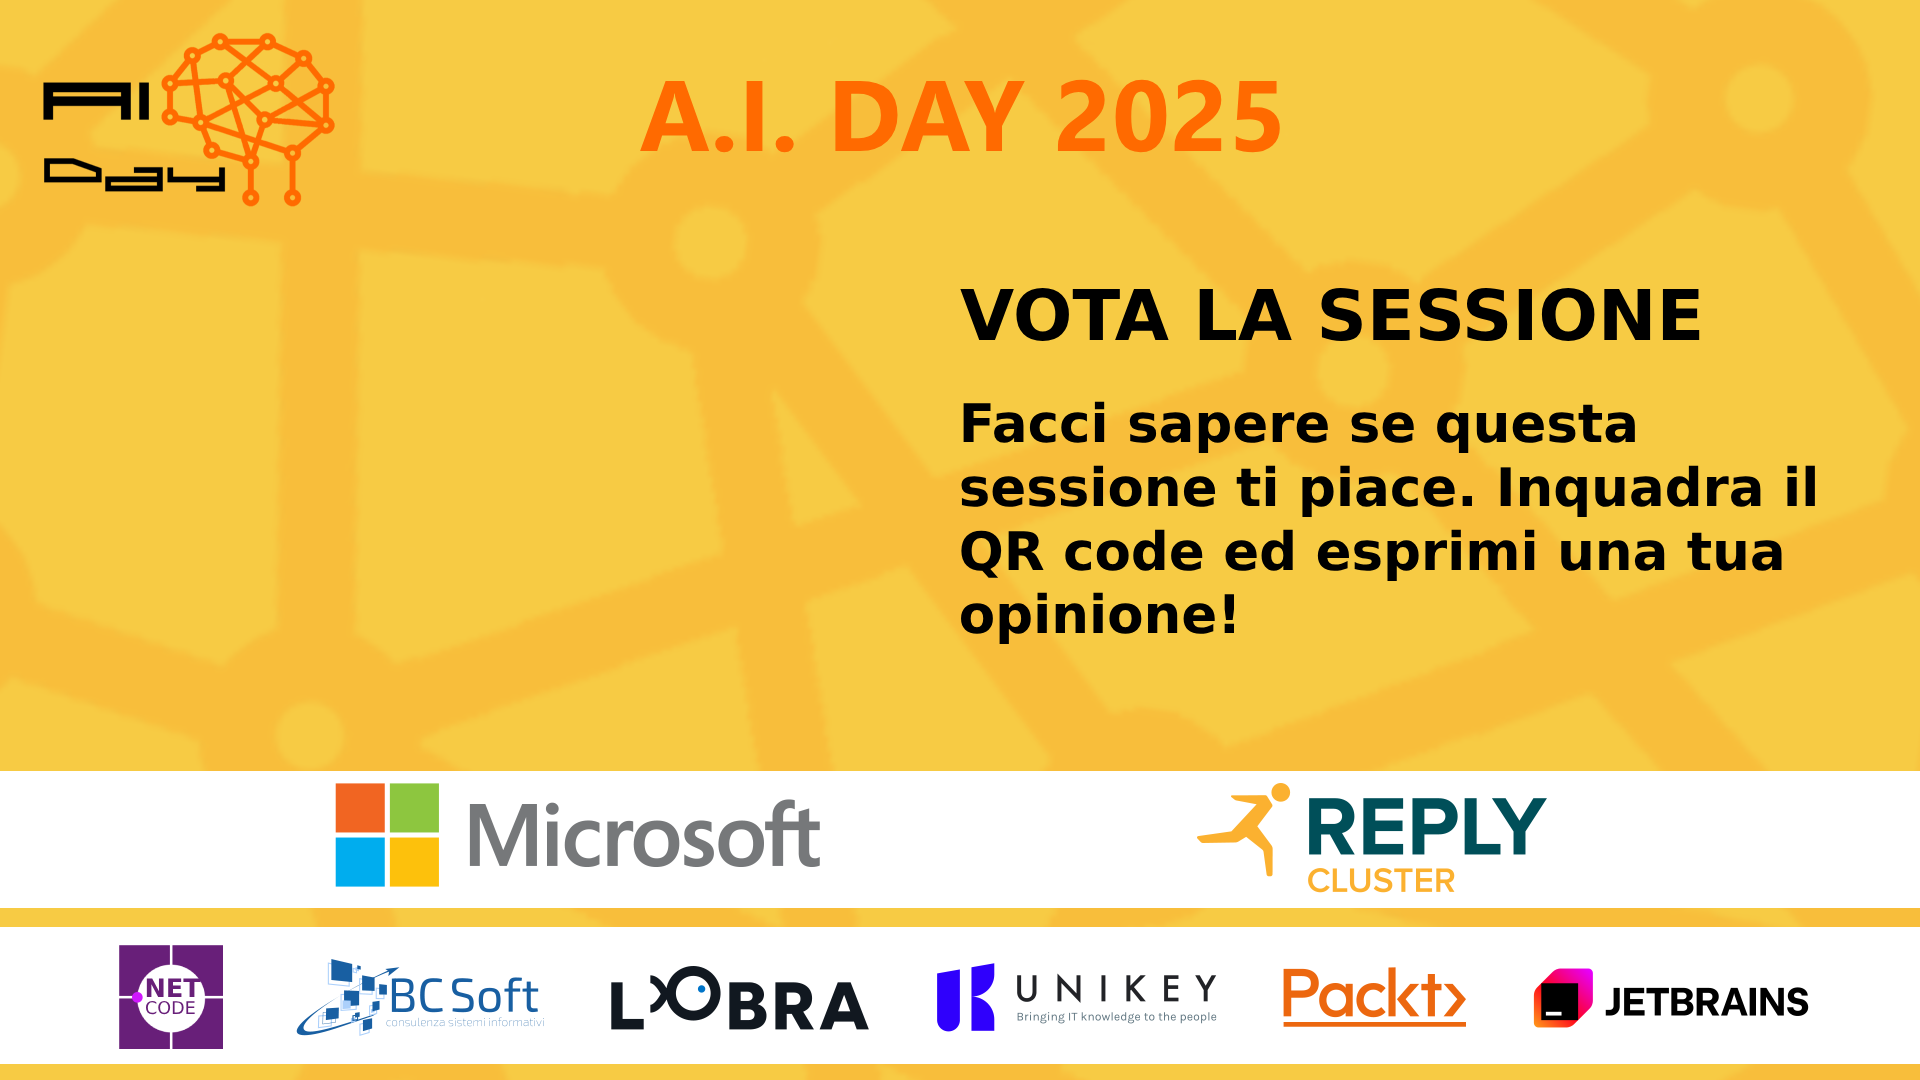 AI
Day
A.I. DAY 2025
VOTA LA SESSIONE
Facci sapere se questa
sessione ti piace. Inquadra il
QR code ed esprimi una tua
opinione!
Microsoft
REPLY
CLUSTER
NET
CODE
BC Soft
consulenza sistemi informativi
LOBRA
UNIKEY
Bringing IT knowledge to the people
Packt>
JETBRAINS